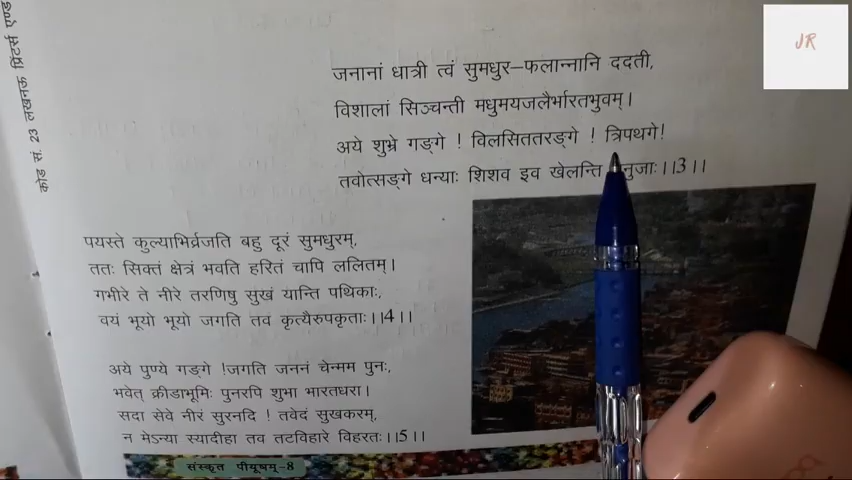 जनानां धात्री त्वं सुमधुर-फलान्नानि ददती,
विशालां सिञ्चन्ती मधुमयजलैर्भारतभुवम्।
अये शुभ्रे गङ्गे ! विलसिततरङ्गे ! त्रिपथगे!
तवोत्सङ्गे धन्याः शिशव इव खेलन्ति नुजाः।।3।।
पयस्ते कुल्याभिर्व्रजति बहु दूरं सुमधुरम्,
ततः सिक्तं क्षेत्रं भवति हरितं चापि ललितम्।
गभीरे ते नीरे तरणिषु सुखं यान्ति पथिकाः,
वयं भूयो भूयो जगति तव कृत्यैरुपकृताः।।4।।
अये पुण्ये गङ्गे !जगति जननं चेन्मम पुनः,
भवेत् क्रीडाभूमिः पुनरपि शुभा भारतधरा।
सदा सेवे नीरं सुरनदि ! तवेदं सुखकरम्,
न मेऽन्या स्यादीहा तव तटविहारे विहरतः।।5।।
संस्कृत पीयूषम्-8
कोड सं. 23 लखनऊ प्रिंटर्स एण्ड
JR